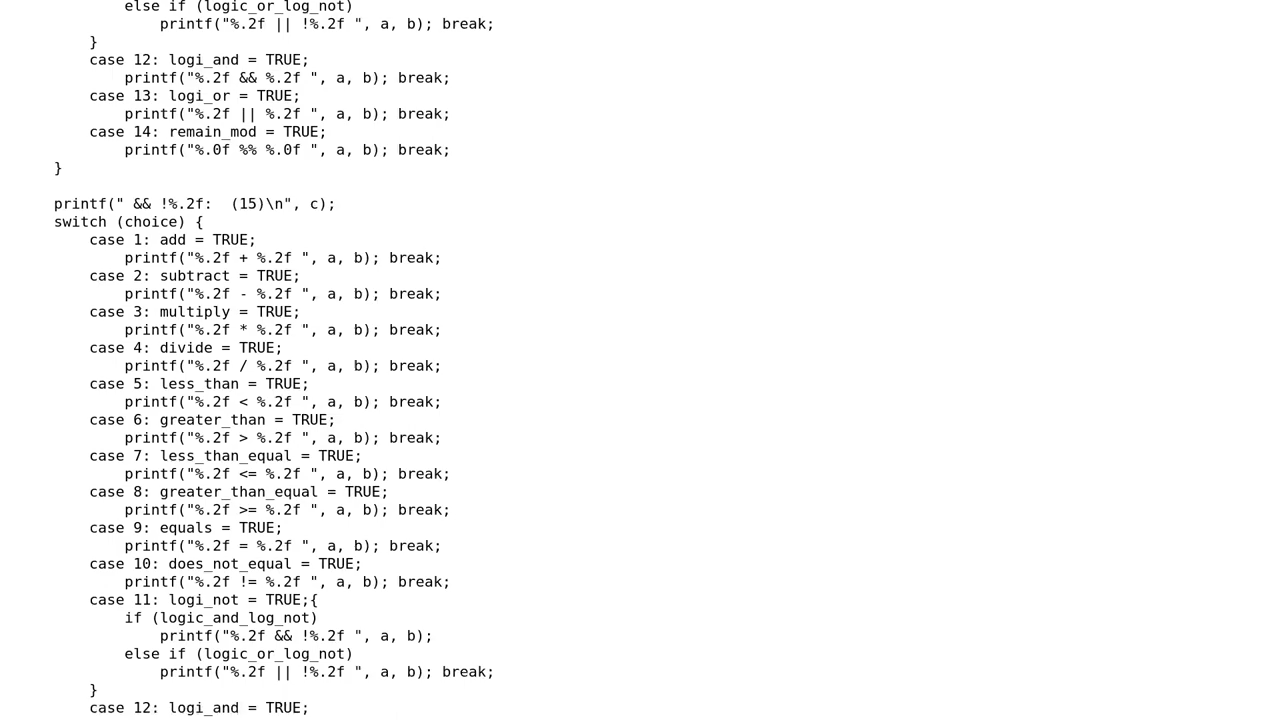 else if (logic_or_log_not)
            printf("%.2f || !%.2f ", a, b); break;
    }
    case 12: logi_and = TRUE;
        printf("%.2f && %.2f ", a, b); break;
    case 13: logi_or = TRUE;
        printf("%.2f || %.2f ", a, b); break;
    case 14: remain_mod = TRUE;
        printf("%.0f %% %.0f ", a, b); break;
}

printf(" && !%.2f:  (15)\n", c);
switch (choice) {
    case 1: add = TRUE;
        printf("%.2f + %.2f ", a, b); break;
    case 2: subtract = TRUE;
        printf("%.2f - %.2f ", a, b); break;
    case 3: multiply = TRUE;
        printf("%.2f * %.2f ", a, b); break;
    case 4: divide = TRUE;
        printf("%.2f / %.2f ", a, b); break;
    case 5: less_than = TRUE;
        printf("%.2f < %.2f ", a, b); break;
    case 6: greater_than = TRUE;
        printf("%.2f > %.2f ", a, b); break;
    case 7: less_than_equal = TRUE;
        printf("%.2f <= %.2f ", a, b); break;
    case 8: greater_than_equal = TRUE;
        printf("%.2f >= %.2f ", a, b); break;
    case 9: equals = TRUE;
        printf("%.2f = %.2f ", a, b); break;
    case 10: does_not_equal = TRUE;
        printf("%.2f != %.2f ", a, b); break;
    case 11: logi_not = TRUE;{
        if (logic_and_log_not)
            printf("%.2f && !%.2f ", a, b);
        else if (logic_or_log_not)
            printf("%.2f || !%.2f ", a, b); break;
    }
    case 12: logi_and = TRUE;